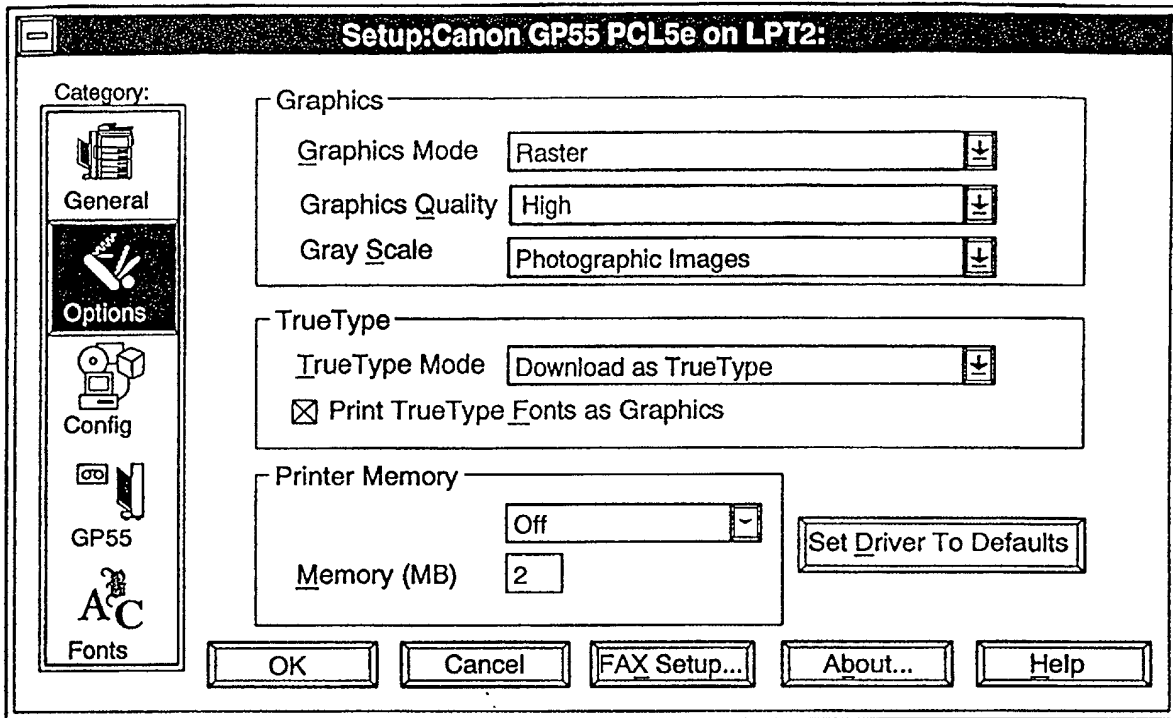 Setup:Canon GP55 PCL5e on LPT2:
Category:
General
Options
Config
GP55
Fonts
Graphics
Graphics Mode Raster
Graphics Quality High
Gray Scale Photographic Images
TrueType
TrueType Mode Download as TrueType
Print TrueType Fonts as Graphics
Printer Memory
Off
Memory (MB) 2
Set Driver To Defaults
OK Cancel FAX Setup... About... Help